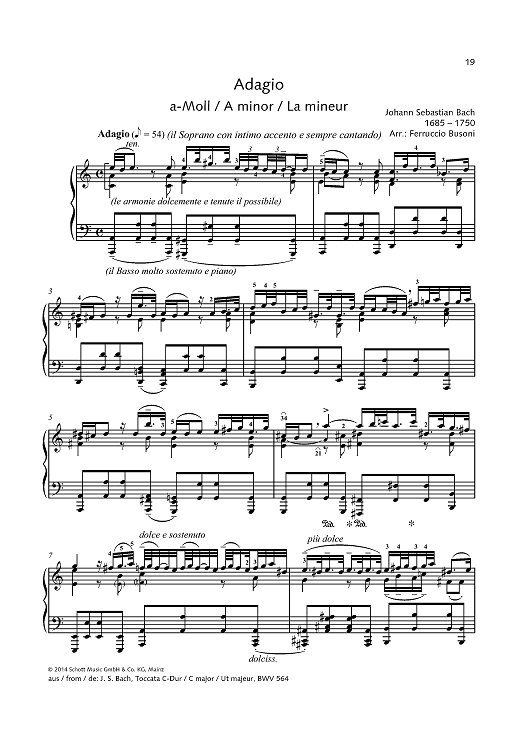 19
Adagio
a-Moll / A minor / La mineur
Johann Sebastian Bach
1685 – 1750
Arr.: Ferruccio Busoni
Adagio (♪ = 54) (il Soprano con intimo accento e sempre cantando)
ten.
(le armonie dolcemente e tenute il possibile)
(il Basso molto sostenuto e piano)
3
5
7
dolce e sostenuto
più dolce
dolciss.
© 2014 Schott Music GmbH & Co. KG, Mainz
aus / from / de: J. S. Bach, Toccata C-Dur / C major / Ut majeur, BWV 564